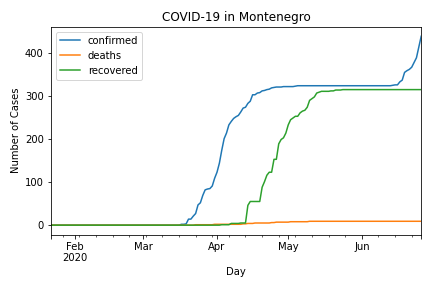 COVID-19 in Montenegro
confirmed
deaths
recovered
Number of Cases
400
300
200
100
0
Feb
2020
Mar
Apr
May
Jun
Day